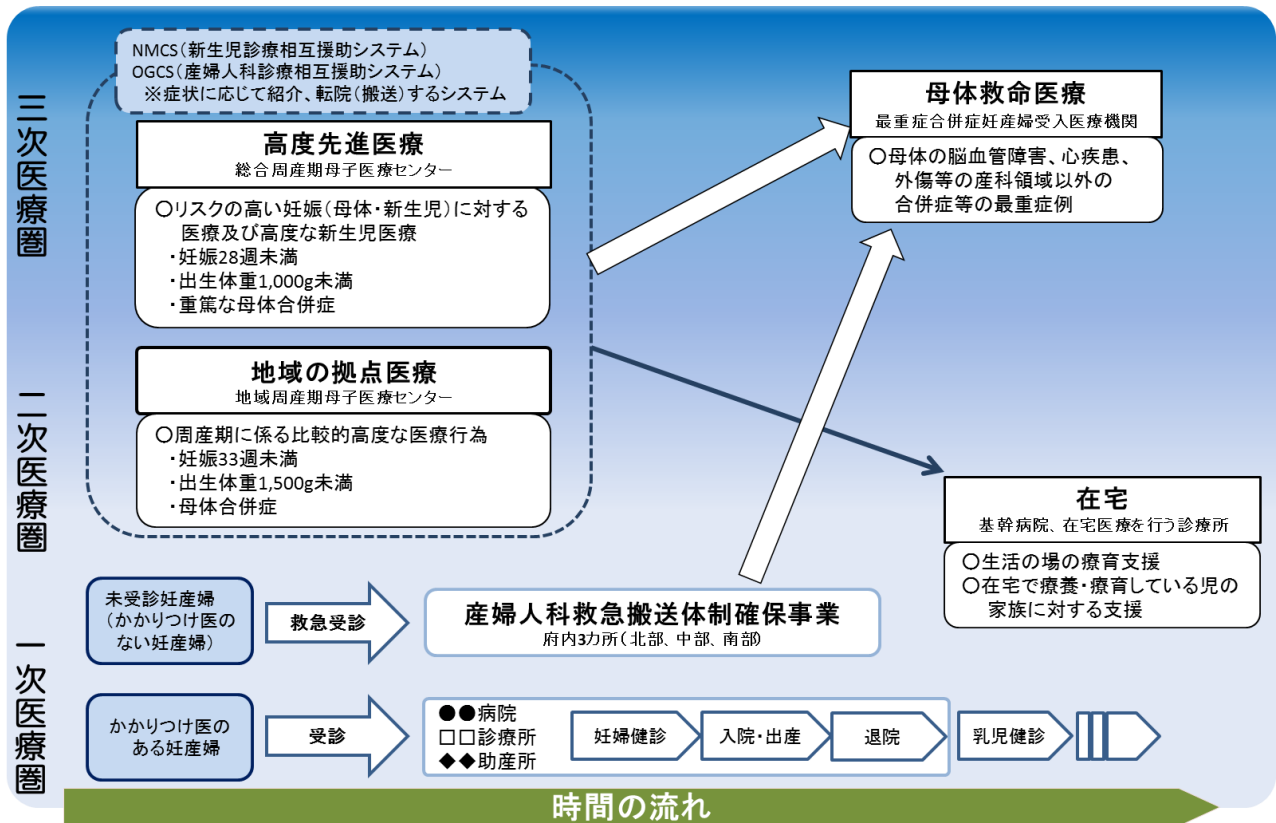 NMCS(新生児診療相互援助システム)
OGCS(産婦人科診療相互援助システム)
※症状に応じて紹介、転院(搬送)するシステム
三次医療圏
高度先進医療
総合周産期母子医療センター
〇リスクの高い妊娠(母体・新生児)に対する
医療及び高度な新生児医療
・妊娠28週未満
・出生体重1,000g未満
・重篤な母体合併症
母体救命医療
最重症合併症妊産婦受入医療機関
〇母体の脳血管障害、心疾患、
外傷等の産科領域以外の
合併症等の最重症例
二次医療圏
地域の拠点医療
地域周産期母子医療センター
〇周産期に係る比較的高度な医療行為
・妊娠33週未満
・出生体重1,500g未満
・母体合併症
在宅
基幹病院、在宅医療を行う診療所
〇生活の場の療育支援
〇在宅で療養・療育している児の
家族に対する支援
一次医療圏
未受診妊産婦
(かかりつけ医の
ない妊産婦)
救急受診
産婦人科救急搬送体制確保事業
府内3カ所(北部、中部、南部)
かかりつけ医の
ある妊産婦
受診
●●病院
□□診療所
◆◆助産所
妊婦健診
入院・出産
退院
乳児健診
時間の流れ